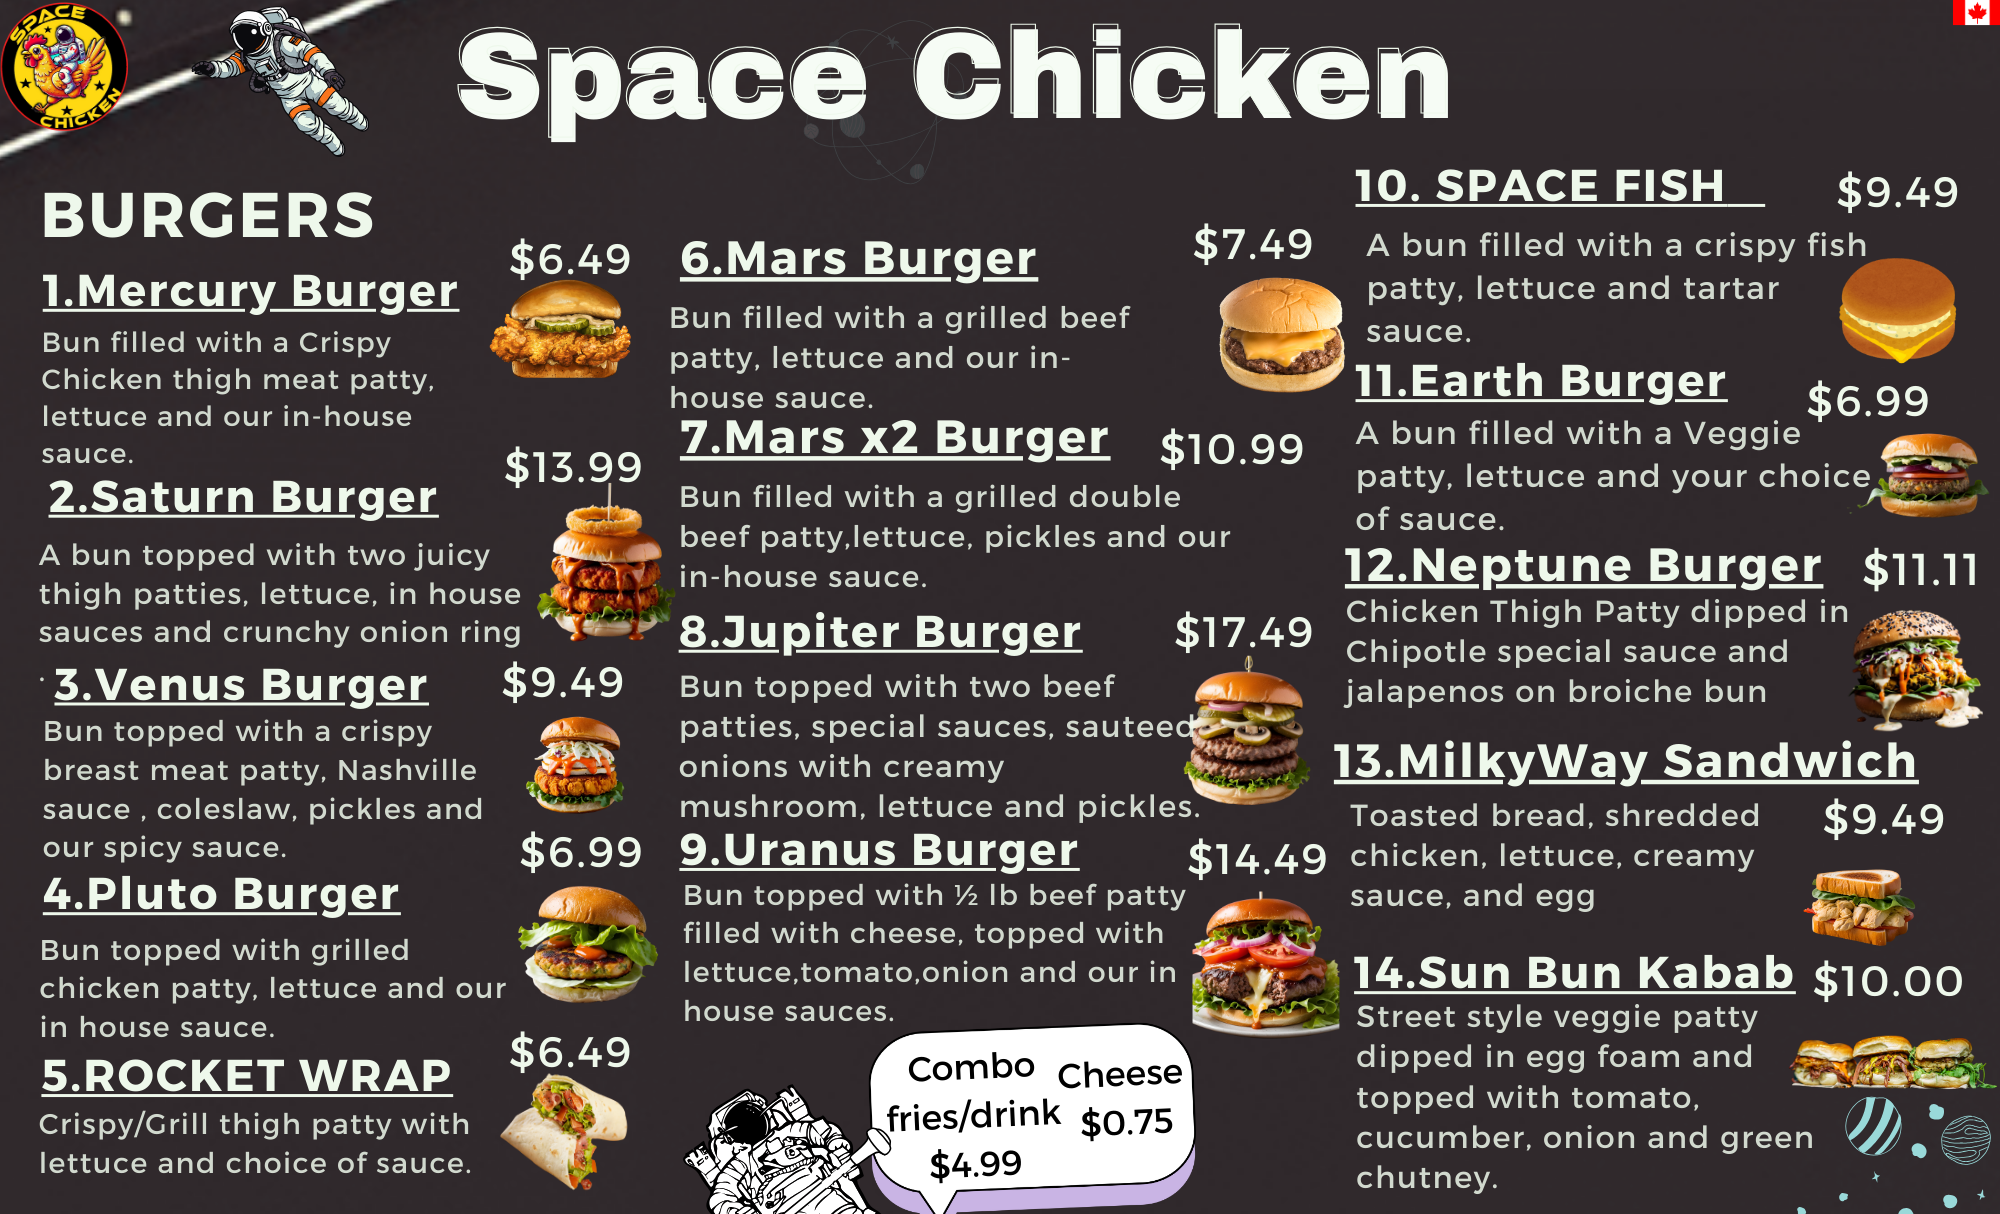 SPACE
CHICKEN
Space Chicken
BURGERS
1.Mercury Burger
$6.49
Bun filled with a Crispy
Chicken thigh meat patty,
lettuce and our in-house
sauce.
2.Saturn Burger
$13.99
A bun topped with two juicy
thigh patties, lettuce, in house
sauces and crunchy onion ring
.
3.Venus Burger
$9.49
Bun topped with a crispy
breast meat patty, Nashville
sauce , coleslaw, pickles and
our spicy sauce.
4.Pluto Burger
$6.99
Bun topped with grilled
chicken patty, lettuce and our
in house sauce.
5.ROCKET WRAP
$6.49
Crispy/Grill thigh patty with
lettuce and choice of sauce.
6.Mars Burger
$7.49
Bun filled with a grilled beef
patty, lettuce and our in-
house sauce.
7.Mars x2 Burger
$10.99
Bun filled with a grilled double
beef patty,lettuce, pickles and our
in-house sauce.
8.Jupiter Burger
$17.49
Bun topped with two beef
patties, special sauces, sauteed
onions with creamy
mushroom, lettuce and pickles.
9.Uranus Burger
$14.49
Bun topped with ½ lb beef patty
filled with cheese, topped with
lettuce,tomato,onion and our in
house sauces.
Combo
fries/drink
$4.99
Cheese
$0.75
10. SPACE FISH
$9.49
A bun filled with a crispy fish
patty, lettuce and tartar
sauce.
11.Earth Burger
$6.99
A bun filled with a Veggie
patty, lettuce and your choice
of sauce.
12.Neptune Burger
$11.11
Chicken Thigh Patty dipped in
Chipotle special sauce and
jalapenos on broiche bun
13.MilkyWay Sandwich
$9.49
Toasted bread, shredded
chicken, lettuce, creamy
sauce, and egg
14.Sun Bun Kabab
$10.00
Street style veggie patty
dipped in egg foam and
topped with tomato,
cucumber, onion and green
chutney.